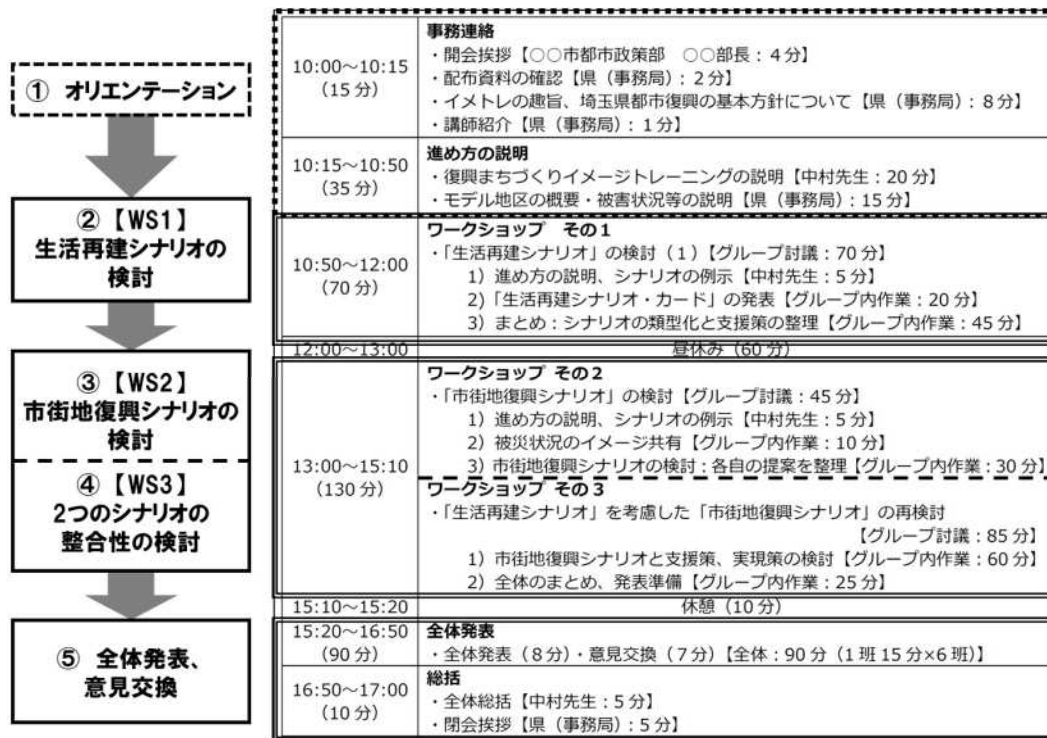 ① オリエンテーション
② 【WS1】
生活再建シナリオの
検討
③ 【WS2】
市街地復興シナリオの
検討
④ 【WS3】
2つのシナリオの
整合性の検討
⑤ 全体発表、
意見交換
10:00～10:15
(15 分)
事務連絡
・開会挨拶【○○市都市政策部 ○○部長：4分】
・配布資料の確認【県（事務局）：2分】
・イメトレの趣旨、埼玉県都市復興の基本方針について【県（事務局）：8分】
・講師紹介【県（事務局）：1分】
10:15～10:50
(35 分)
進め方の説明
・復興まちづくりイメージトレーニングの説明【中村先生：20分】
・モデル地区の概要・被害状況等の説明【県（事務局）：15分】
10:50～12:00
(70 分)
ワークショップ その1
・「生活再建シナリオ」の検討（1）【グループ討議：70分】
1）進め方の説明、シナリオの例示【中村先生：5分】
2）「生活再建シナリオ・カード」の発表【グループ内作業：20分】
3）まとめ：シナリオの類型化と支援策の整理【グループ内作業：45分】
12:00～13:00
昼休み（60分）
13:00～15:10
(130 分)
ワークショップ その2
・「市街地復興シナリオ」の検討【グループ討議：45分】
1）進め方の説明、シナリオの例示【中村先生：5分】
2）被災状況のイメージ共有【グループ内作業：10分】
3）市街地復興シナリオの検討：各自の提案を整理【グループ内作業：30分】
ワークショップ その3
・「生活再建シナリオ」を考慮した「市街地復興シナリオ」の再検討
【グループ討議：85分】
1）市街地復興シナリオと支援策、実現策の検討【グループ内作業：60分】
2）全体のまとめ、発表準備【グループ内作業：25分】
15:10～15:20
休憩（10分）
15:20～16:50
(90 分)
全体発表
・全体発表（8分）・意見交換（7分）【全体：90分（1班15分×6班）】
16:50～17:00
(10 分)
総括
・全体総括【中村先生：5分】
・閉会挨拶【県（事務局）：5分】